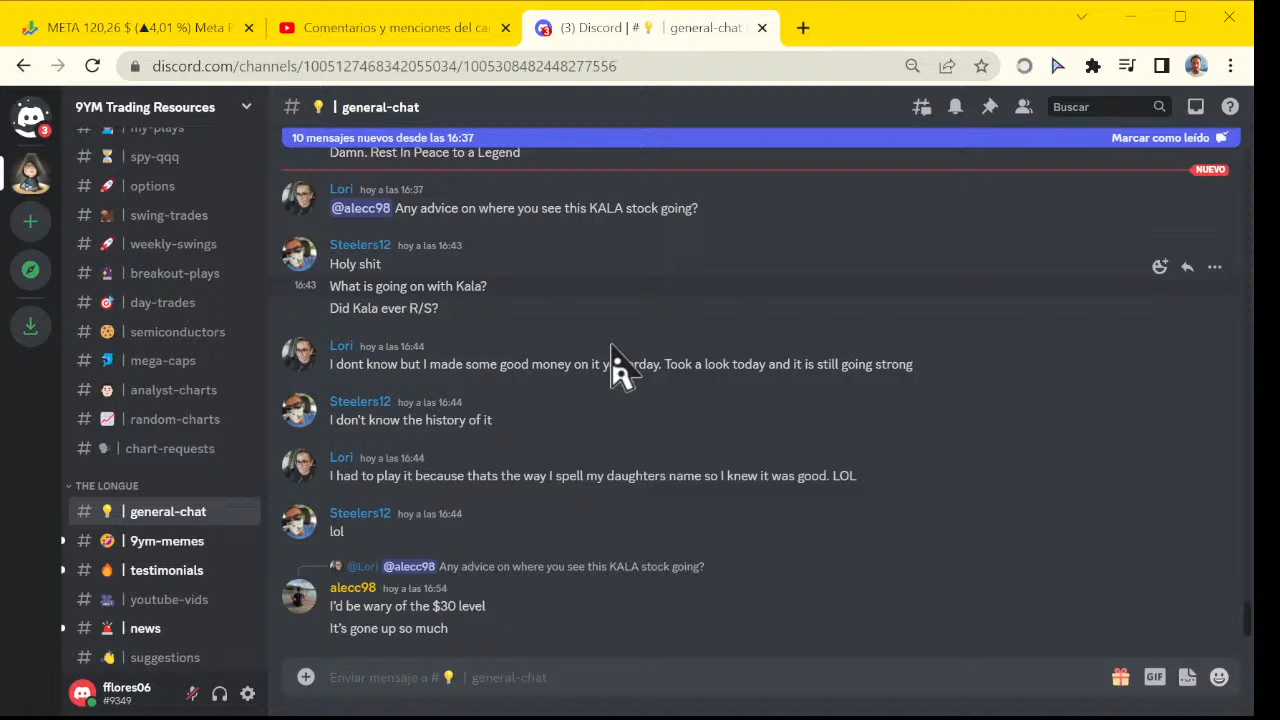 META 120,26 $ (▲4,01 %) Meta P
Comentarios y menciones del ca
(3) Discord | # 💡 | general-chat
discord.com/channels/1005127468342055034/1005308482448277556
9YM Trading Resources
# 💡 | general-chat
Buscar
3
10 mensajes nuevos desde las 16:37
Marcar como leído
my-plays
# | spy-qqq
# 🚀 | options
# | swing-trades
# 🚀 | weekly-swings
# | breakout-plays
# 🎯 | day-trades
# 🍪 | semiconductors
# | mega-caps
# | analyst-charts
# 📈 | random-charts
# | chart-requests
THE LONGUE
# 💡 | general-chat
# 🤣 | 9ym-memes
# 🔥 | testimonials
# | youtube-vids
# 🚨 | news
# 👋 | suggestions
fflores06
#9349
Damn. Rest In Peace to a Legend
NUEVO
Lori hoy a las 16:37
@alecc98 Any advice on where you see this KALA stock going?
Steelers12 hoy a las 16:43
Holy shit
16:43 What is going on with Kala?
Did Kala ever R/S?
Lori hoy a las 16:44
I dont know but I made some good money on it yesterday. Took a look today and it is still going strong
Steelers12 hoy a las 16:44
I don't know the history of it
Lori hoy a las 16:44
I had to play it because thats the way I spell my daughters name so I knew it was good. LOL
Steelers12 hoy a las 16:44
lol
@Lori @alecc98 Any advice on where you see this KALA stock going?
alecc98 hoy a las 16:54
I'd be wary of the $30 level
It's gone up so much
Enviar mensaje a # 💡 | general-chat
GIF